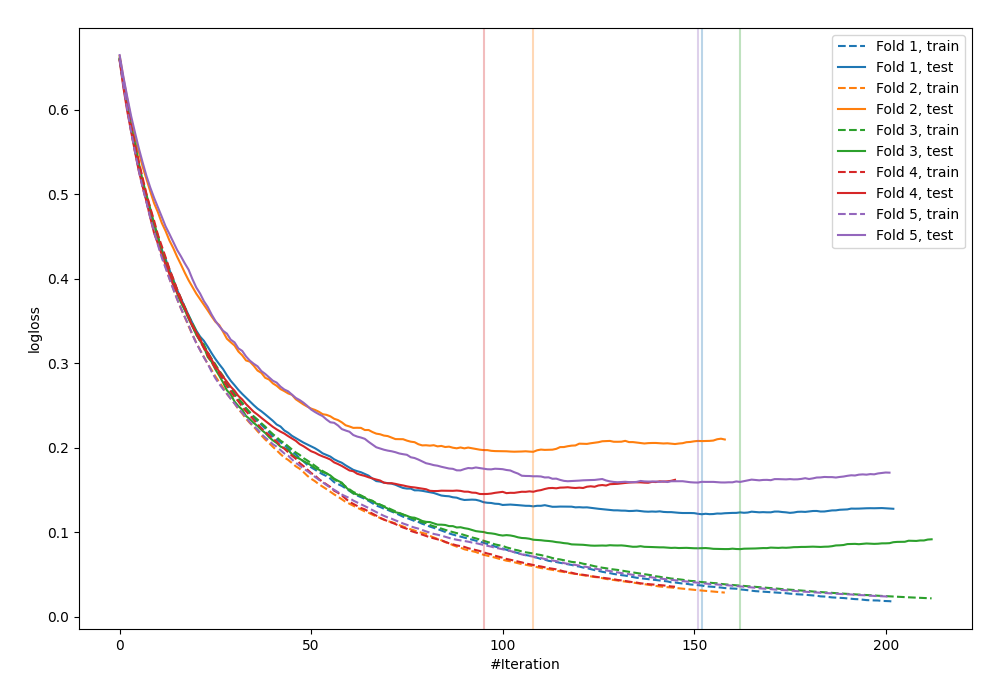 0.6
0.5
0.4
0.3
0.2
0.1
0.0
logloss
0
50
100
150
200
#Iteration
Fold 1, train
Fold 1, test
Fold 2, train
Fold 2, test
Fold 3, train
Fold 3, test
Fold 4, train
Fold 4, test
Fold 5, train
Fold 5, test